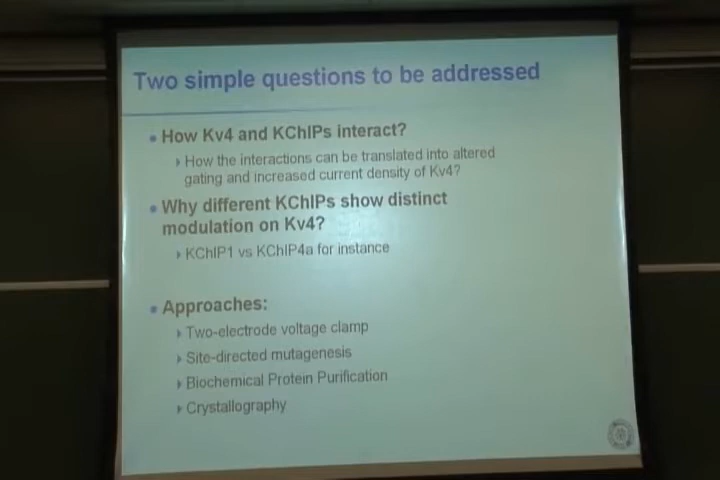 Two simple questions to be addressed
How Kv4 and KChIPs interact?
How the interactions can be translated into altered
gating and increased current density of Kv4?
Why different KChIPs show distinct
modulation on Kv4?
KChIP1 vs KChIP4a for instance
Approaches:
Two-electrode voltage clamp
Site-directed mutagenesis
Biochemical Protein Purification
Crystallography